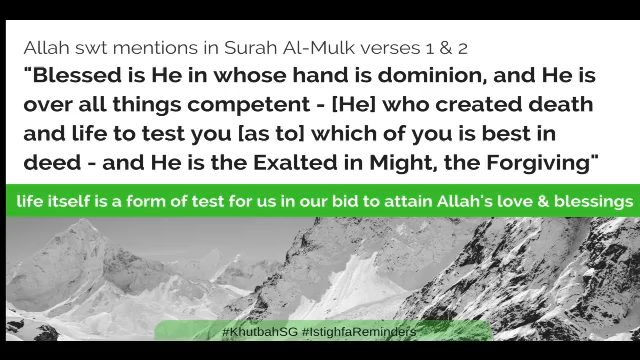 Allah swt mentions in Surah Al-Mulk verses 1 & 2
"Blessed is He in whose hand is dominion, and He is
over all things competent - [He] who created death
and life to test you [as to] which of you is best in
deed - and He is the Exalted in Might, the Forgiving"
life itself is a form of test for us in our bid to attain Allah's love & blessings
#KhutbahSG #IstighfaReminders